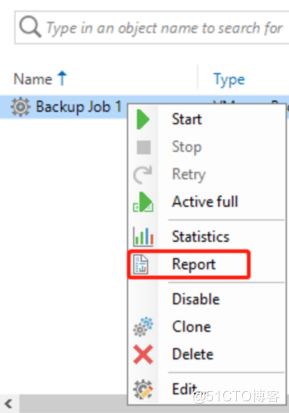 Type in an object name to search for
Name Type
Backup Job 1
Start
Stop
Retry
Active full
Statistics
Report
Disable
Clone
Delete
Edit...
@51CTO博客